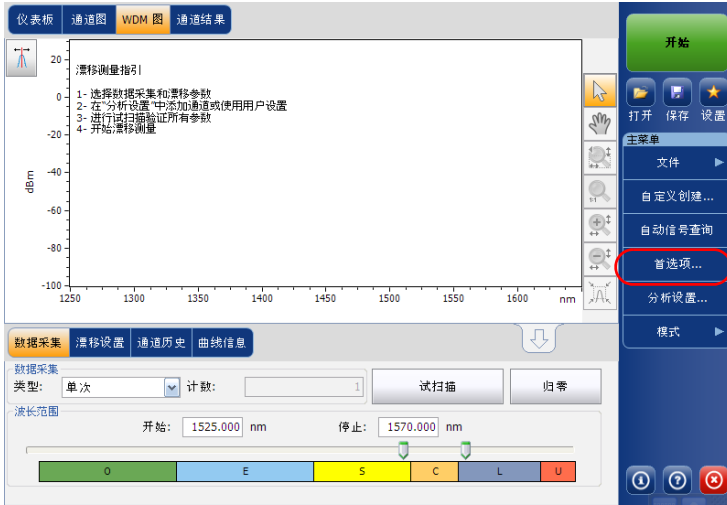 仪表板 通道图 WDM 图 通道结果
漂移测量指引
1- 选择数据采集和漂移参数
2- 在"分析设置"中添加通道或使用用户设置
3- 进行试扫描验证所有参数
4- 开始漂移测量
dBm
20
0
-20
-40
-60
-80
-100
1250 1300 1350 1400 1450 1500 1550 1600 nm
1:1
数据采集 漂移设置 通道历史 曲线信息
数据采集
类型: 单次 计数: 1 试扫描 归零
波长范围
开始: 1525.000 nm 停止: 1570.000 nm
O E S C L U
开始
打开 保存 设置
主菜单
文件
自定义创建...
自动信号查询
首选项...
分析设置...
模式